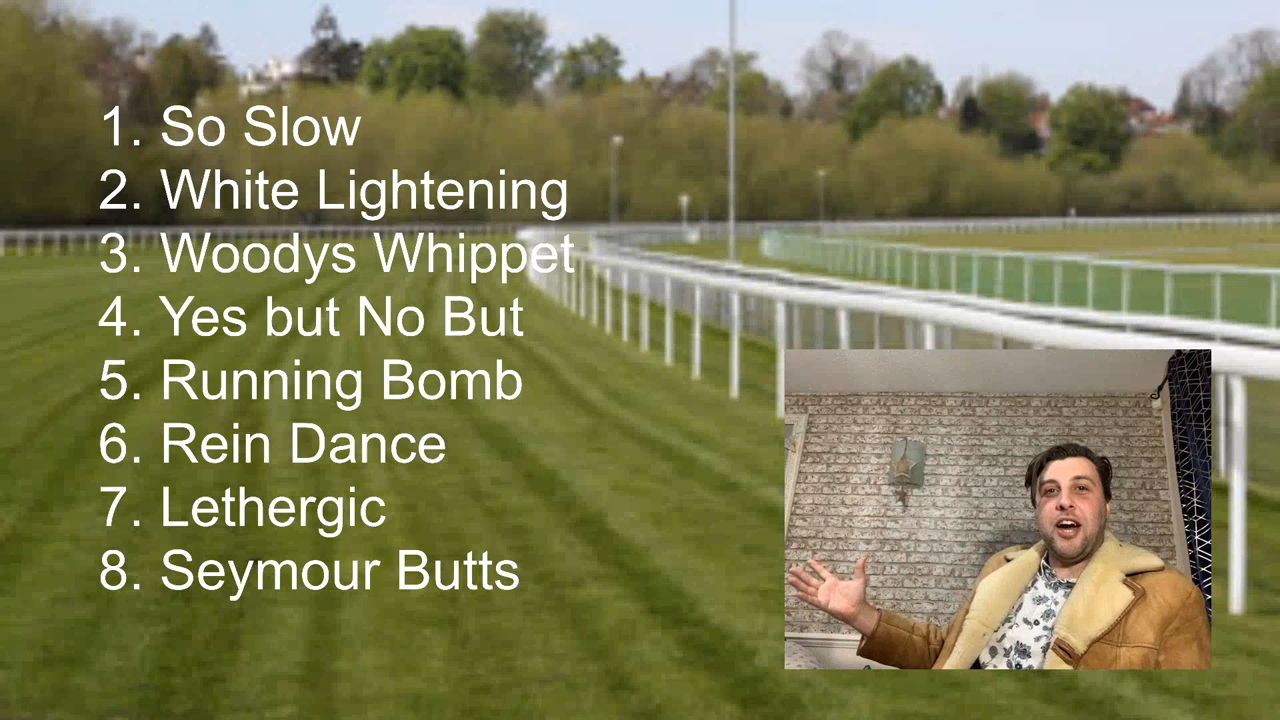 1. So Slow
2. White Lightening
3. Woodys Whippet
4. Yes but No But
5. Running Bomb
6. Rein Dance
7. Lethergic
8. Seymour Butts